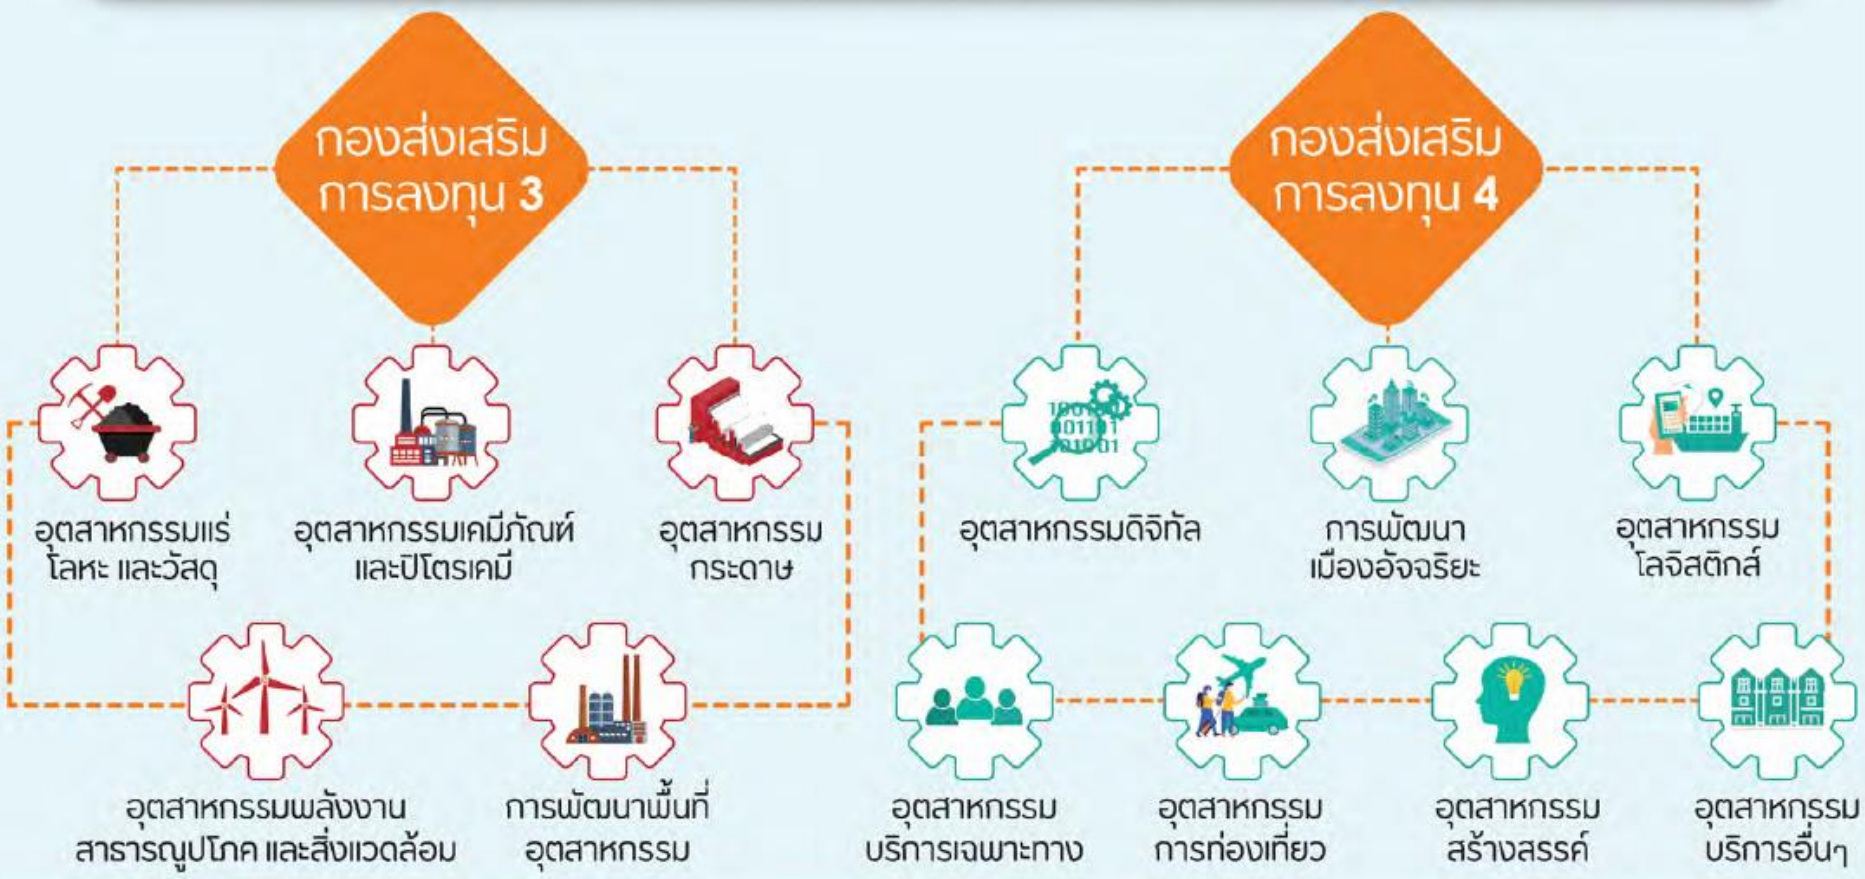 กองส่งเสริม
การลงทุน 3
อุตสาหกรรมแร่
โลหะ และวัสดุ
อุตสาหกรรมเคมีภัณฑ์
และปิโตรเคมี
อุตสาหกรรม
กระดาษ
อุตสาหกรรมพลังงาน
สาธารณูปโภค และสิ่งแวดล้อม
การพัฒนาพื้นที่
อุตสาหกรรม
กองส่งเสริม
การลงทุน 4
100100
001101
101001
อุตสาหกรรมดิจิทัล
การพัฒนา
เมืองอัจฉริยะ
อุตสาหกรรม
โลจิสติกส์
อุตสาหกรรม
บริการเฉพาะทาง
อุตสาหกรรม
การท่องเที่ยว
อุตสาหกรรม
สร้างสรรค์
อุตสาหกรรม
บริการอื่นๆ